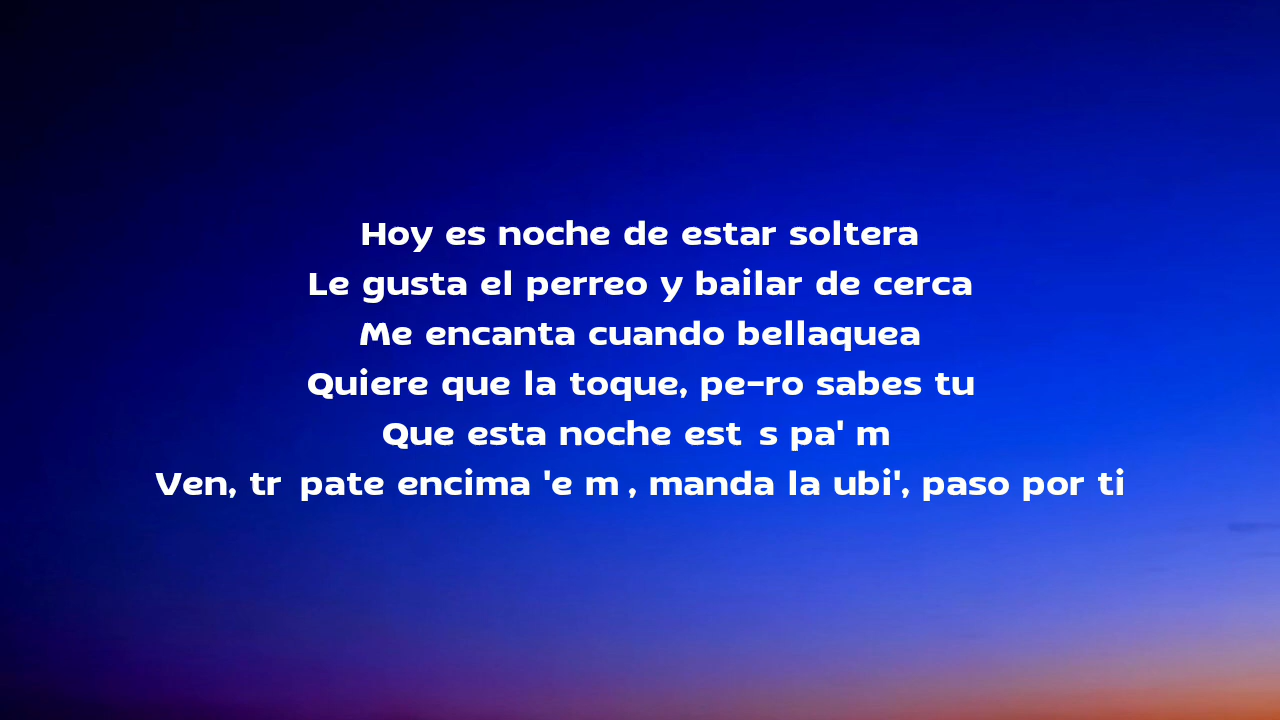 Hoy es noche de estar soltera
Le gusta el perreo y bailar de cerca
Me encanta cuando bellaquea
Quiere que la toque, pe-ro sabes tu
Que esta noche est s pa' m
Ven, tr pate encima 'e m , manda la ubi', paso por ti